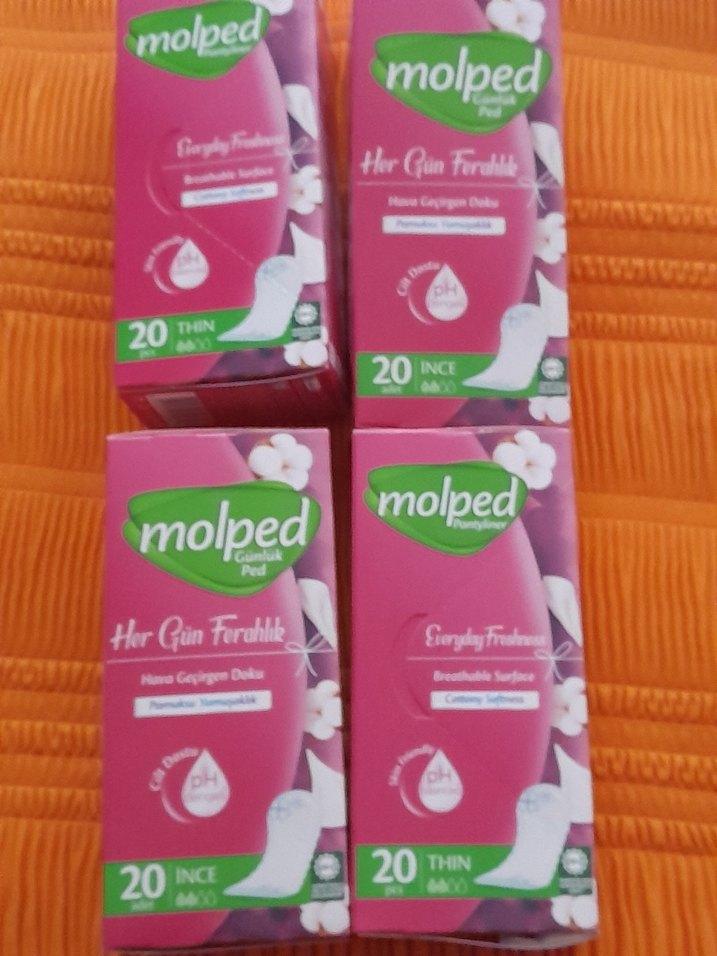 molped
Pantyliner
Everyday Freshness
Breathable Surface
Cottony Softness
Skin Friendly
pH
20
pcs
THIN
molped
Günlük
Ped
Her Gün Ferahlık
Hava Geçirgen Doku
Pamuksu Yumuşaklık
Cilt Dostu
pH
20
adet
İNCE
molped
Günlük
Ped
Her Gün Ferahlık
Hava Geçirgen Doku
Pamuksu Yumuşaklık
Cilt Dostu
pH
20
adet
İNCE
molped
Pantyliner
Everyday Freshness
Breathable Surface
Cottony Softness
Skin Friendly
pH
20
pcs
THIN